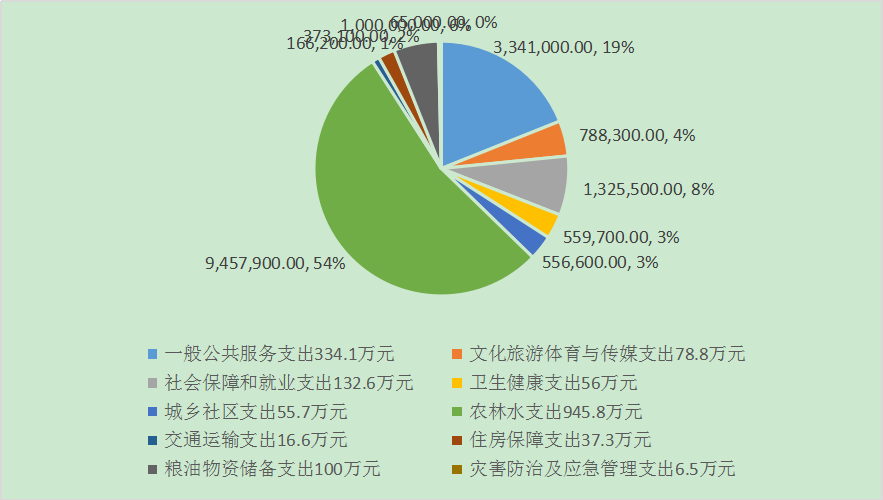 65,000.00, 0%
1,000,000.00, 6%
373,100.00, 2%
166,200.00, 1%
3,341,000.00, 19%
788,300.00, 4%
1,325,500.00, 8%
559,700.00, 3%
556,600.00, 3%
9,457,900.00, 54%
一般公共服务支出334.1万元
文化旅游体育与传媒支出78.8万元
社会保障和就业支出132.6万元
卫生健康支出56万元
城乡社区支出55.7万元
农林水支出945.8万元
交通运输支出16.6万元
住房保障支出37.3万元
粮油物资储备支出100万元
灾害防治及应急管理支出6.5万元